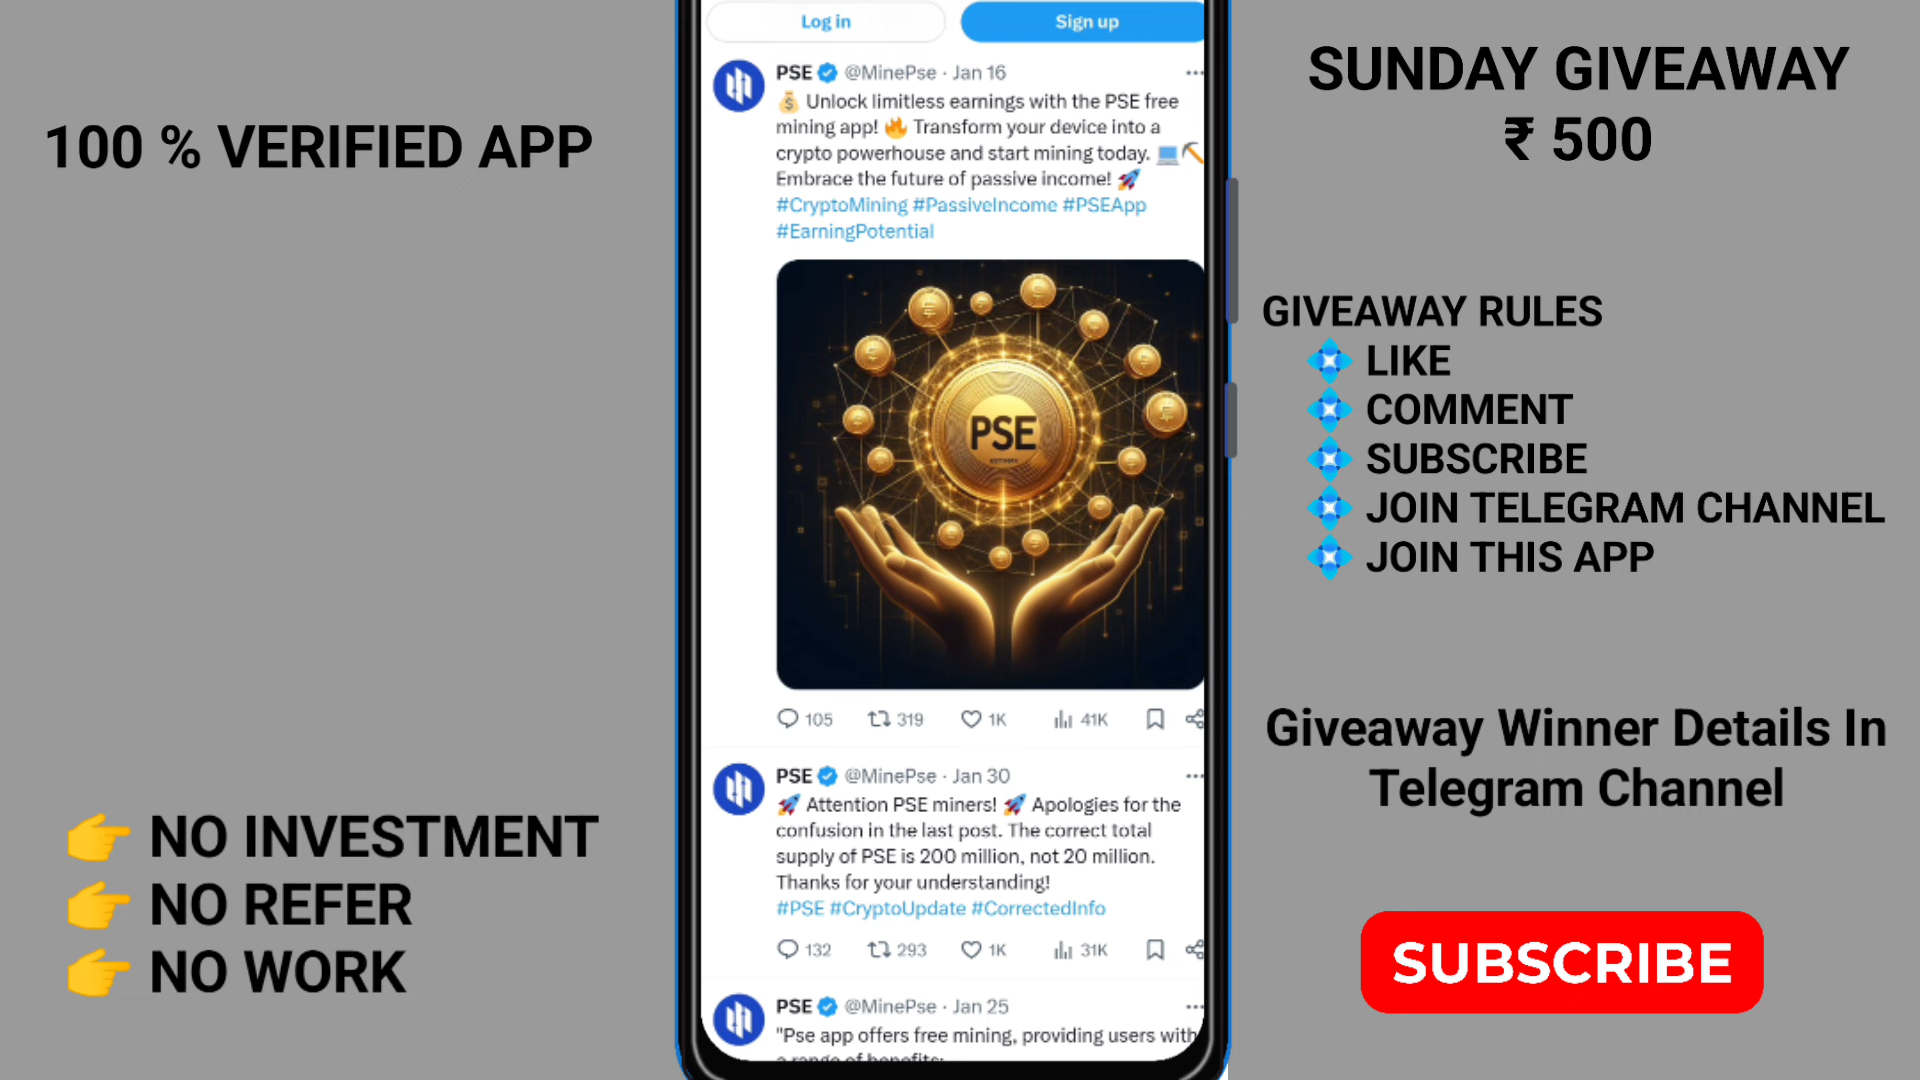 100 % VERIFIED APP
👉 NO INVESTMENT
👉 NO REFER
👉 NO WORK
Log in
Sign up
PSE @MinePse · Jan 16
💰 Unlock limitless earnings with the PSE free
mining app! 🔥 Transform your device into a
crypto powerhouse and start mining today. 💻⛏️
Embrace the future of passive income! 🚀
#CryptoMining #PassiveIncome #PSEApp
#EarningPotential
PSE
105 319 1K 41K
PSE @MinePse · Jan 30
🚀 Attention PSE miners! 🚀 Apologies for the
confusion in the last post. The correct total
supply of PSE is 200 million, not 20 million.
Thanks for your understanding!
#PSE #CryptoUpdate #CorrectedInfo
132 293 1K 31K
PSE @MinePse · Jan 25
"Pse app offers free mining, providing users with
a range of benefits:
SUNDAY GIVEAWAY
₹ 500
GIVEAWAY RULES
💠 LIKE
💠 COMMENT
💠 SUBSCRIBE
💠 JOIN TELEGRAM CHANNEL
💠 JOIN THIS APP
Giveaway Winner Details In
Telegram Channel
SUBSCRIBE